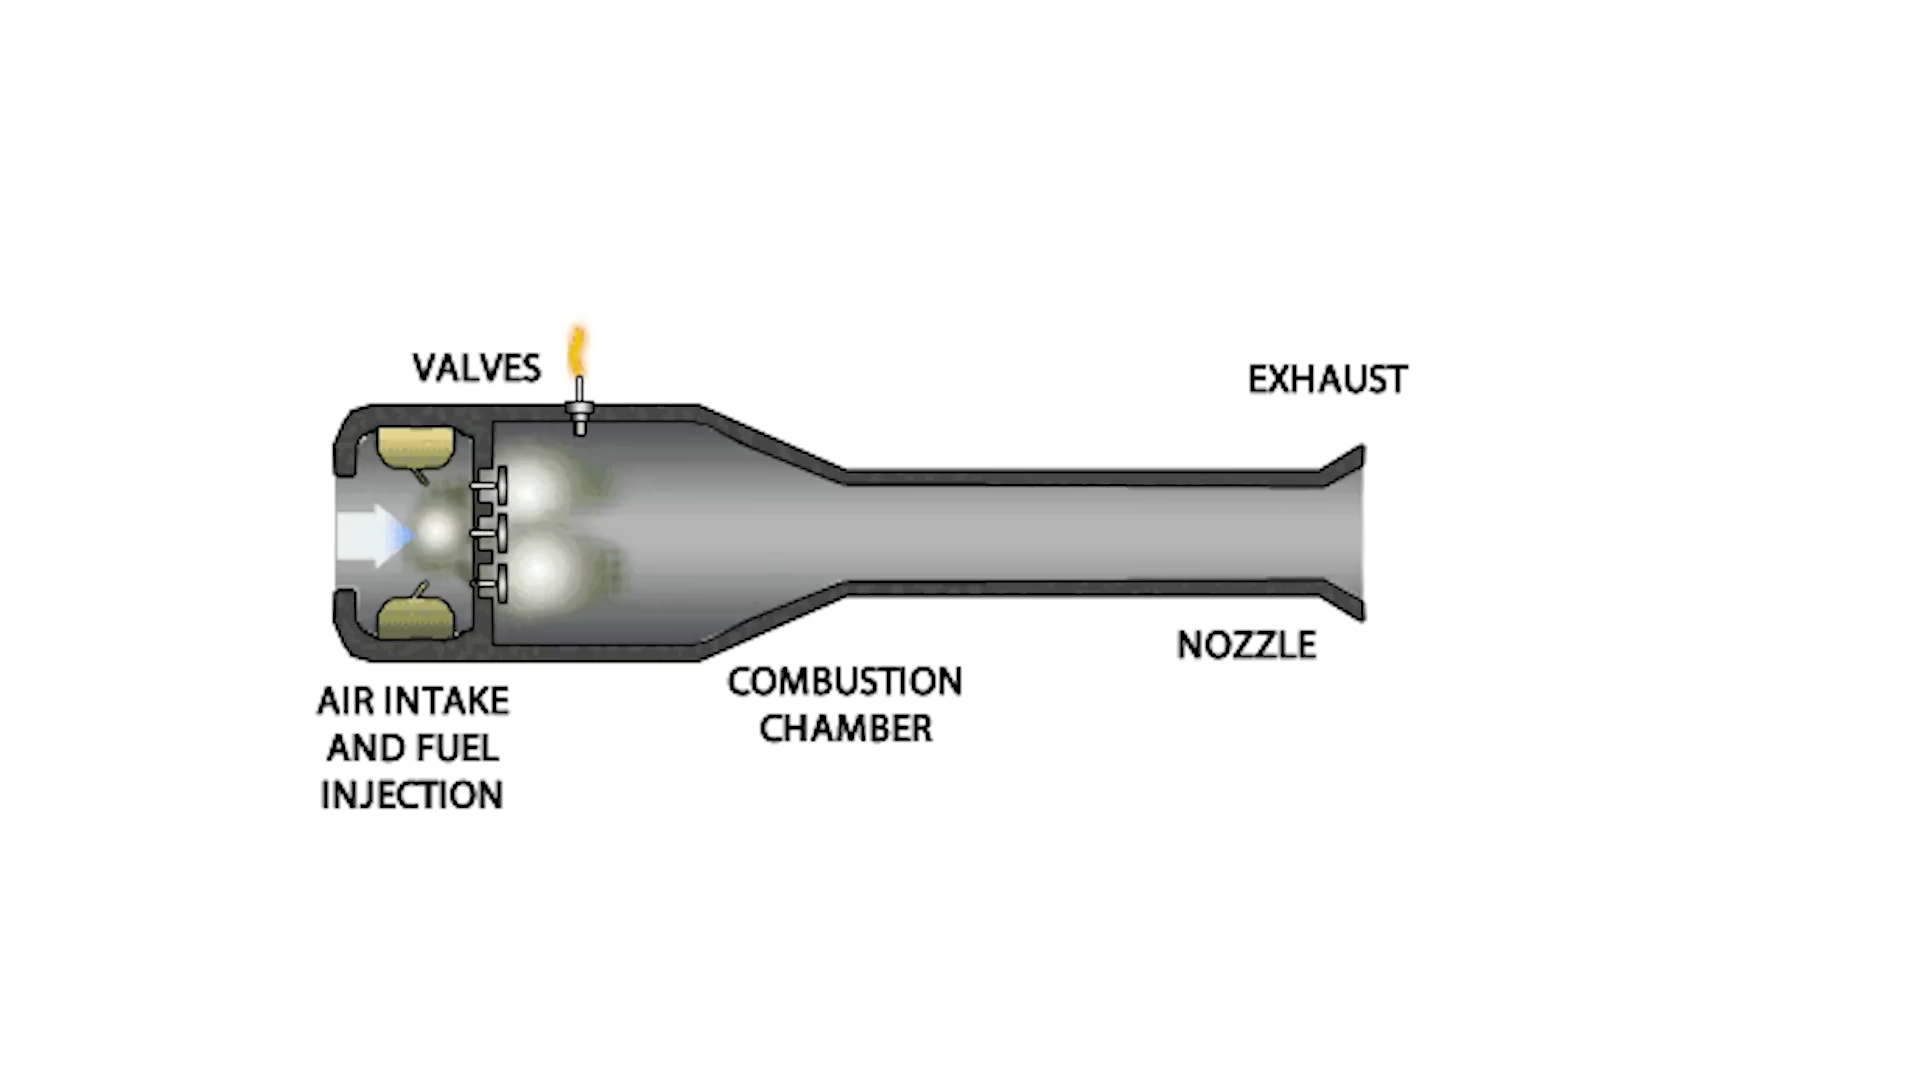 VALVES
EXHAUST
NOZZLE
COMBUSTION
CHAMBER
AIR INTAKE
AND FUEL
INJECTION